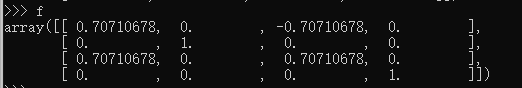 >>> f
array([[ 0.70710678,  0.        , -0.70710678,  0.        ],
       [ 0.        ,  1.        ,  0.        ,  0.        ],
       [ 0.70710678,  0.        ,  0.70710678,  0.        ],
       [ 0.        ,  0.        ,  0.        ,  1.        ]])
>>>